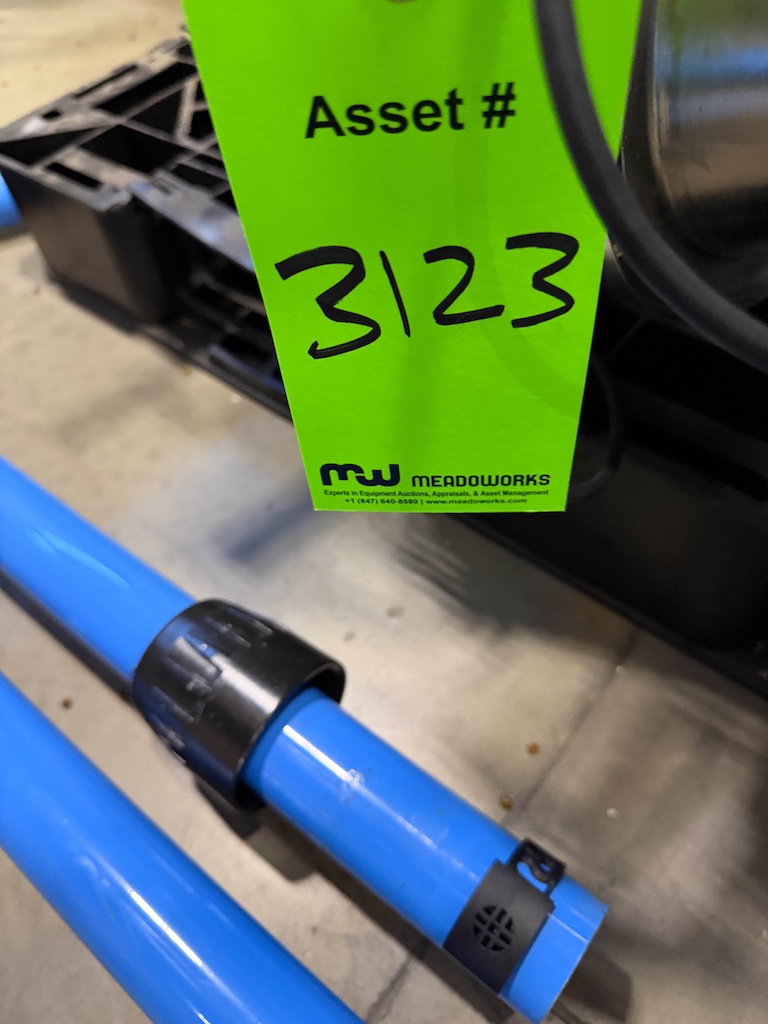 Asset #
3123
mw MEADOWORKS
Experts in Equipment Auctions, Appraisals, & Asset Management
+1 (847) 640-8580 | www.meadoworks.com